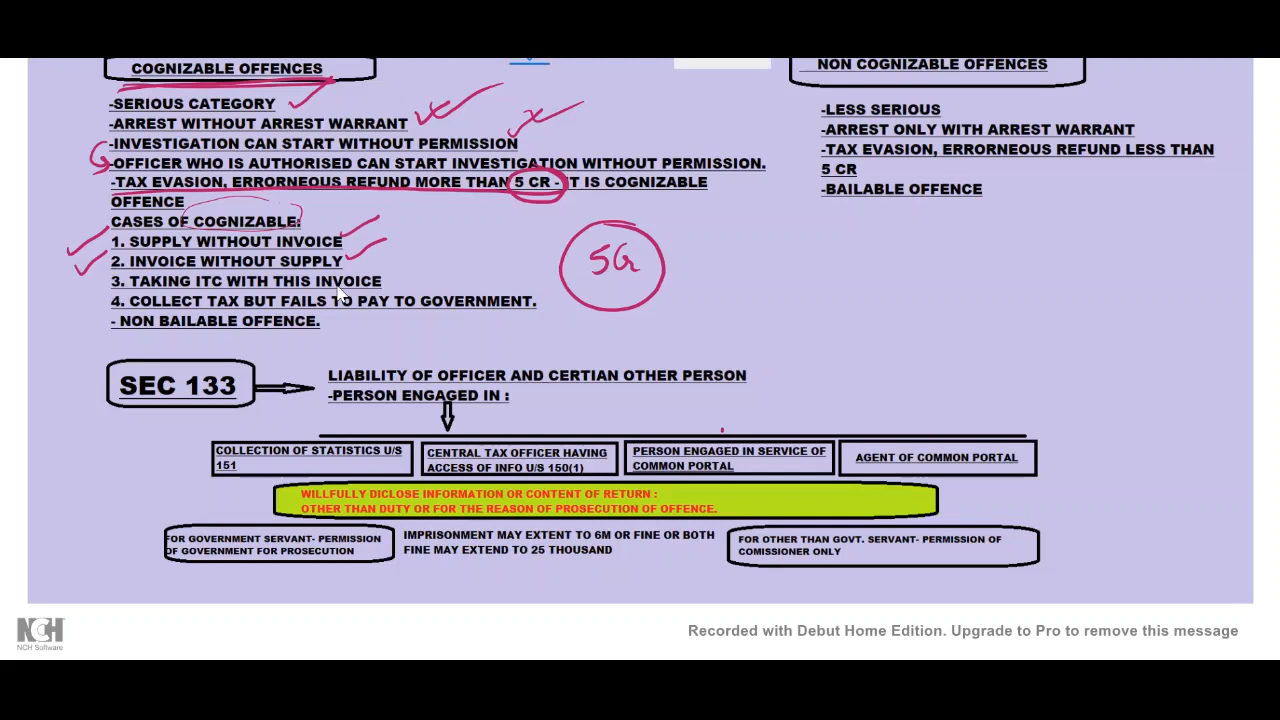 COGNIZABLE OFFENCES
-SERIOUS CATEGORY
-ARREST WITHOUT ARREST WARRANT
-INVESTIGATION CAN START WITHOUT PERMISSION
-OFFICER WHO IS AUTHORISED CAN START INVESTIGATION WITHOUT PERMISSION.
-TAX EVASION, ERRORNEOUS REFUND MORE THAN 5 CR - IT IS COGNIZABLE
OFFENCE
CASES OF COGNIZABLE:
1. SUPPLY WITHOUT INVOICE
2. INVOICE WITHOUT SUPPLY
3. TAKING ITC WITH THIS INVOICE
4. COLLECT TAX BUT FAILS TO PAY TO GOVERNMENT.
- NON BAILABLE OFFENCE.
5Cr
NON COGNIZABLE OFFENCES
-LESS SERIOUS
-ARREST ONLY WITH ARREST WARRANT
-TAX EVASION, ERRORNEOUS REFUND LESS THAN
5 CR
-BAILABLE OFFENCE
SEC 133
LIABILITY OF OFFICER AND CERTIAN OTHER PERSON
-PERSON ENGAGED IN :
COLLECTION OF STATISTICS U/S
151
CENTRAL TAX OFFICER HAVING
ACCESS OF INFO U/S 150(1)
PERSON ENGAGED IN SERVICE OF
COMMON PORTAL
AGENT OF COMMON PORTAL
WILLFULLY DICLOSE INFORMATION OR CONTENT OF RETURN :
OTHER THAN DUTY OR FOR THE REASON OF PROSECUTION OF OFFENCE.
FOR GOVERNMENT SERVANT- PERMISSION
OF GOVERNMENT FOR PROSECUTION
IMPRISONMENT MAY EXTENT TO 6M OR FINE OR BOTH
FINE MAY EXTEND TO 25 THOUSAND
FOR OTHER THAN GOVT. SERVANT- PERMISSION OF
COMISSIONER ONLY
NCH
NCH Software
Recorded with Debut Home Edition. Upgrade to Pro to remove this message